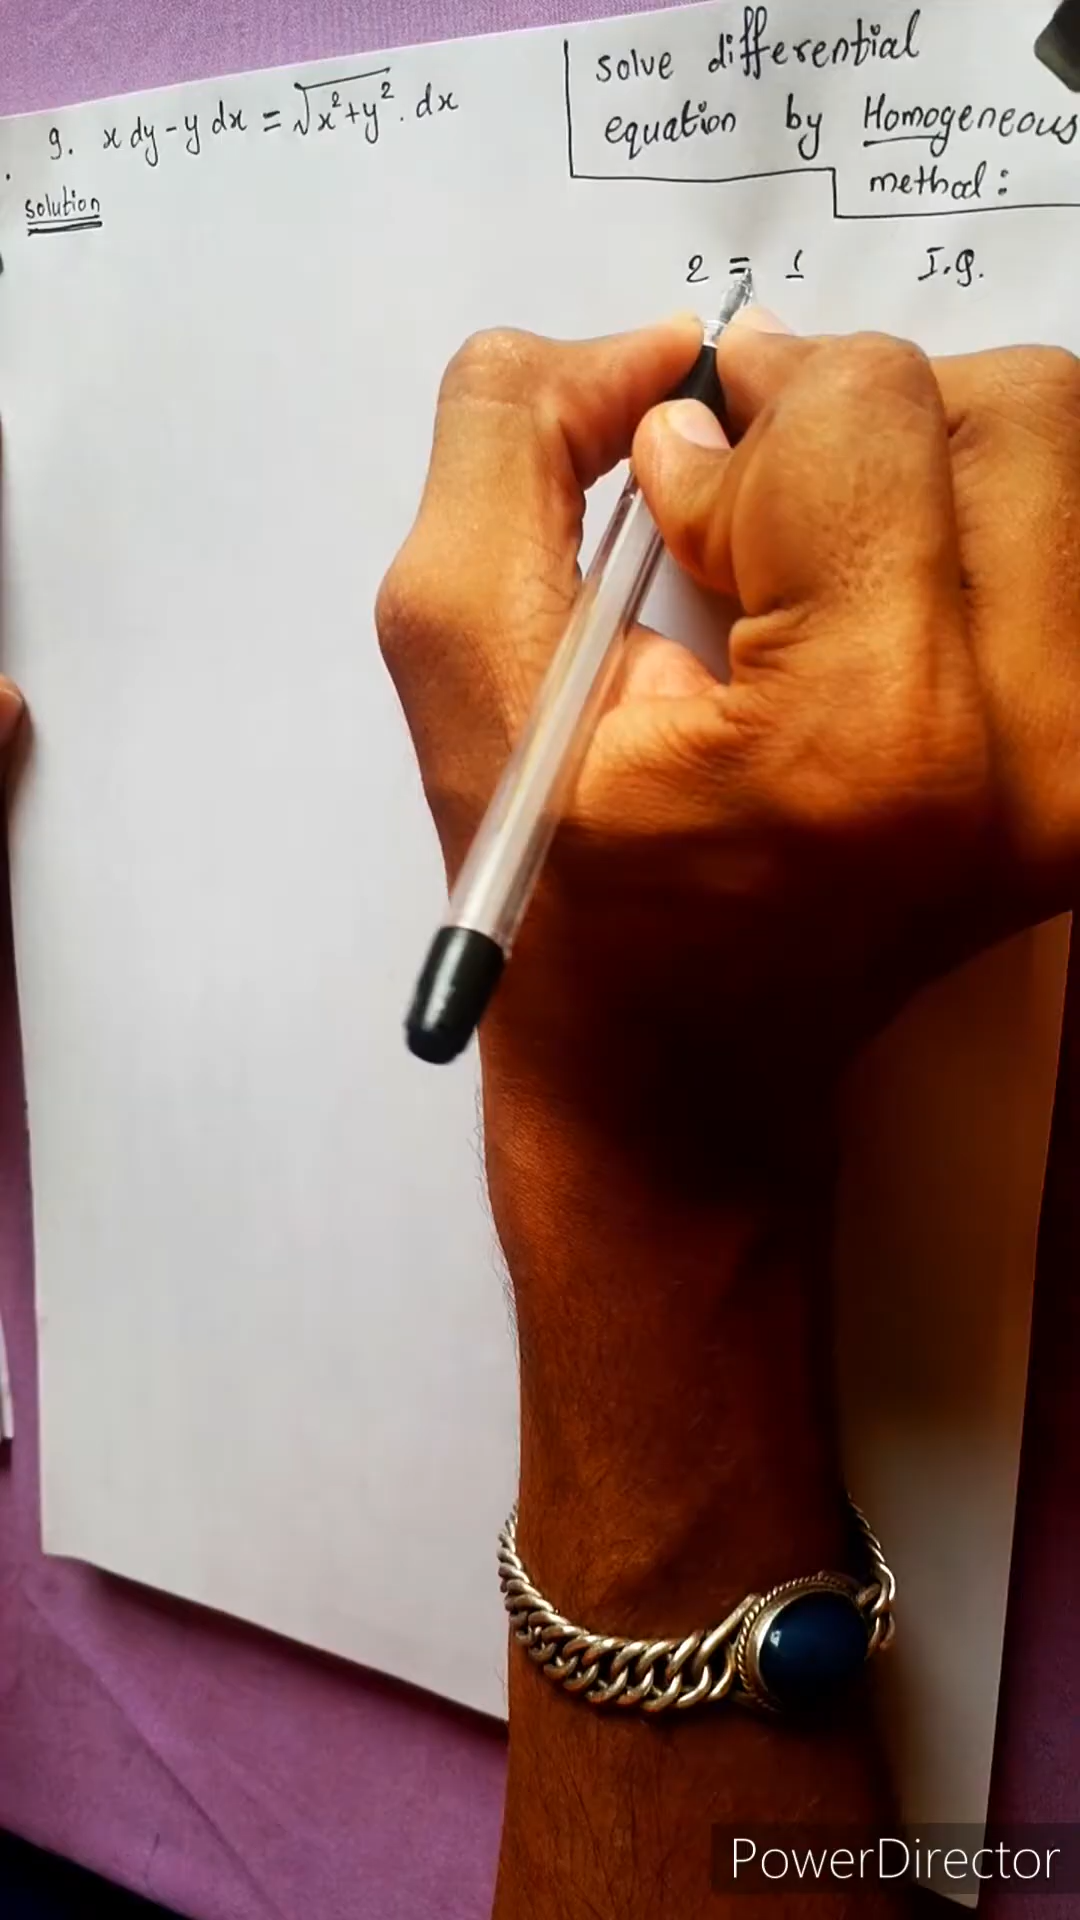 9. x dy - y dx = √x²+y² . dx
solution
solve differential
equation by Homogeneous
method :
2 = 1 I.g.
PowerDirector